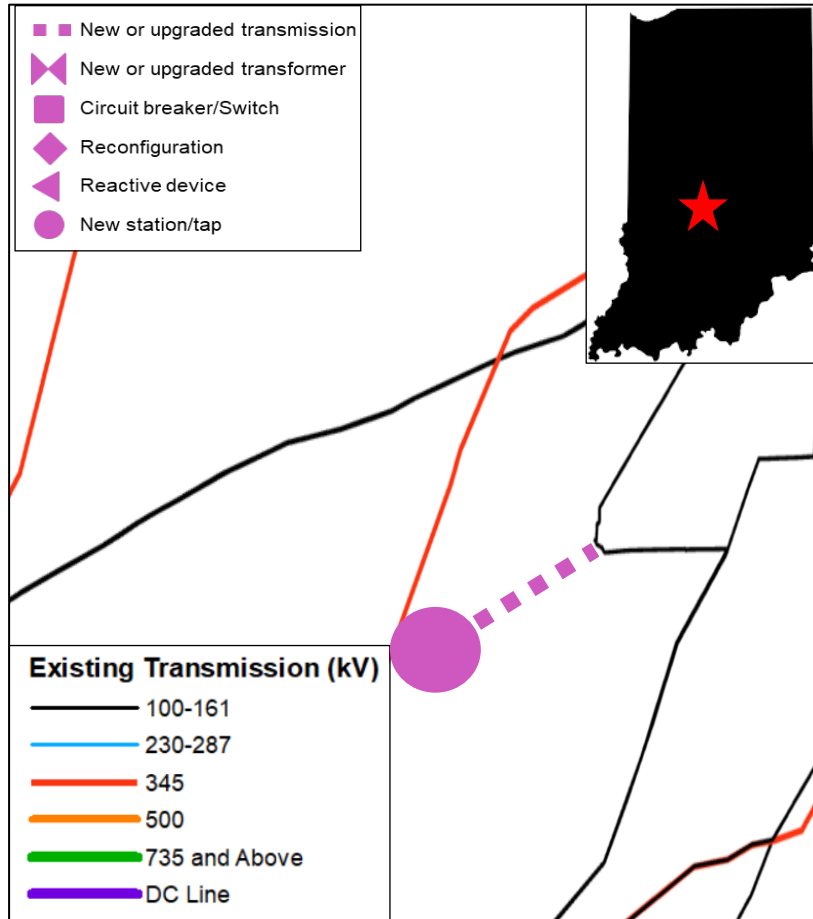 New or upgraded transmission
New or upgraded transformer
Circuit breaker/Switch
Reconfiguration
Reactive device
New station/tap
Existing Transmission (kV)
100-161
230-287
345
500
735 and Above
DC Line